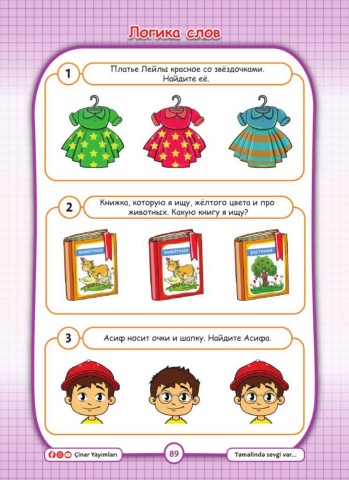 Логика слов
1
Платье Лейлы красное со звёздочками.
Найдите её.
2
Книжка, которую я ищу, жёлтого цвета и про
животных. Какую книгу я ищу?
ЖИВОТНЫЕ
ЖИВОТНЫЕ
3
Асиф носит очки и шапку. Найдите Асифа.
Çinar Yayımları
89
Təməlində sevgi var...